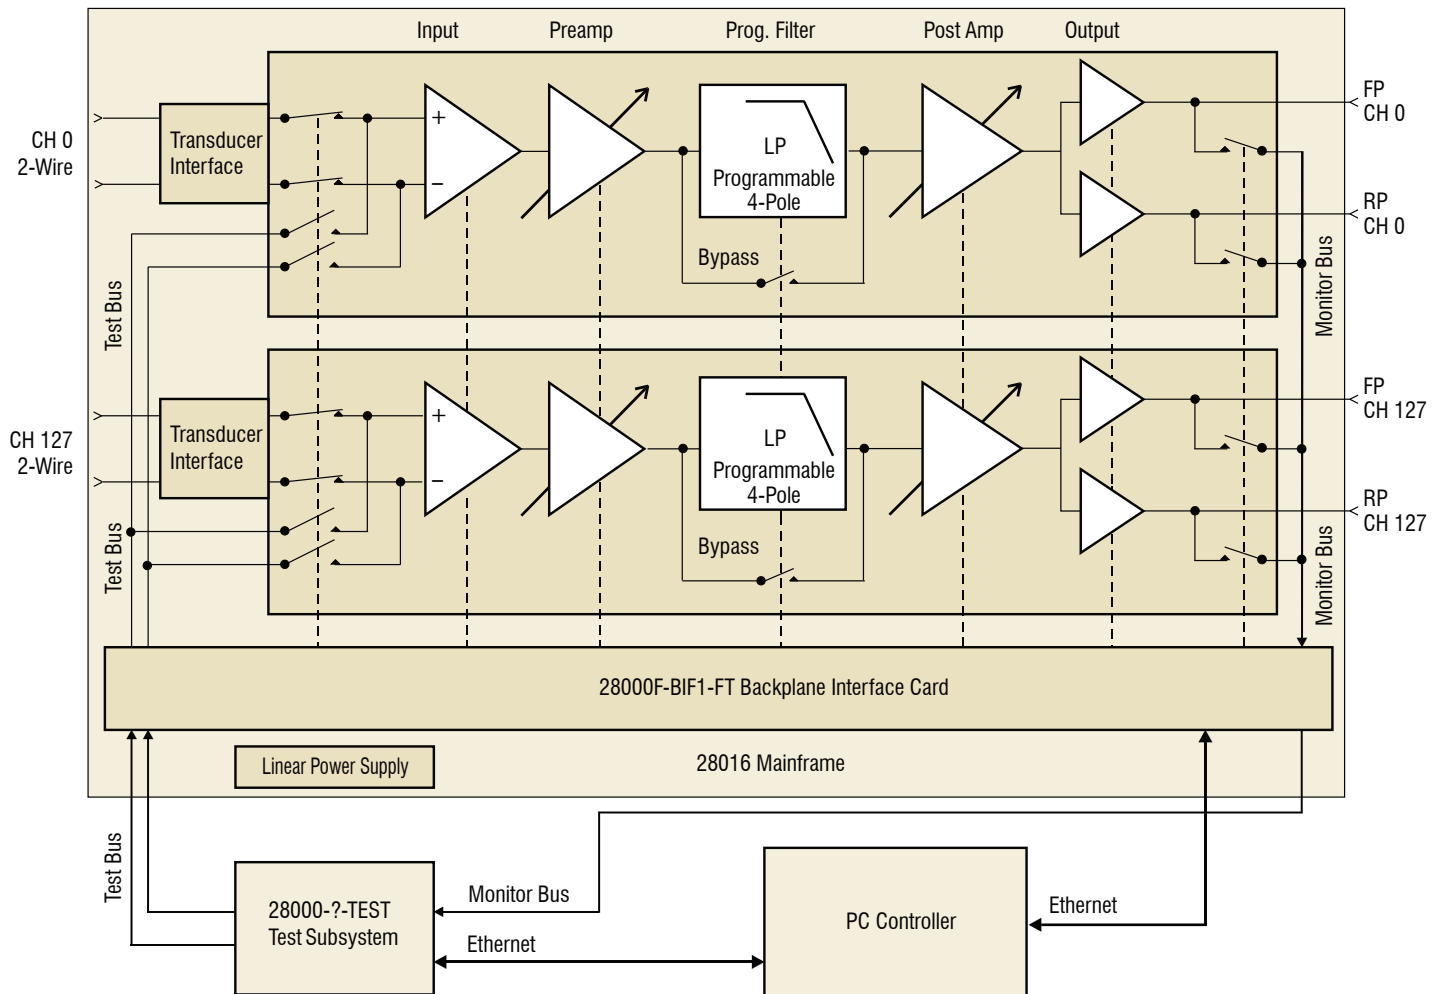 Input
Preamp
Prog. Filter
Post Amp
Output
CH 0
2-Wire
Transducer
Interface
+
–
LP
Programmable
4-Pole
Bypass
FP
CH 0
RP
CH 0
Test Bus
Monitor Bus
CH 127
2-Wire
Transducer
Interface
+
–
LP
Programmable
4-Pole
Bypass
FP
CH 127
RP
CH 127
Test Bus
Monitor Bus
28000F-BIF1-FT Backplane Interface Card
Linear Power Supply
28016 Mainframe
Test Bus
28000-?-TEST
Test Subsystem
Monitor Bus
Ethernet
PC Controller
Ethernet